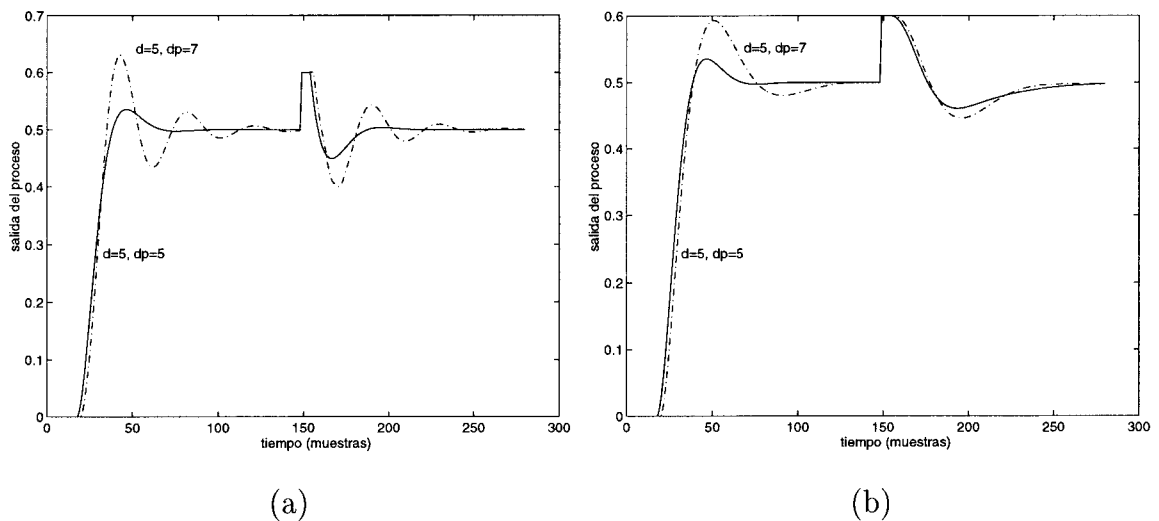 0.7
0.6
0.5
0.4
0.3
0.2
0.1
0
salida del proceso
d=5, dp=7
d=5, dp=5
0
50
100
150
200
250
300
tiempo (muestras)
(a)
0.6
0.5
0.4
0.3
0.2
0.1
0
salida del proceso
d=5, dp=7
d=5, dp=5
0
50
100
150
200
250
300
tiempo (muestras)
(b)